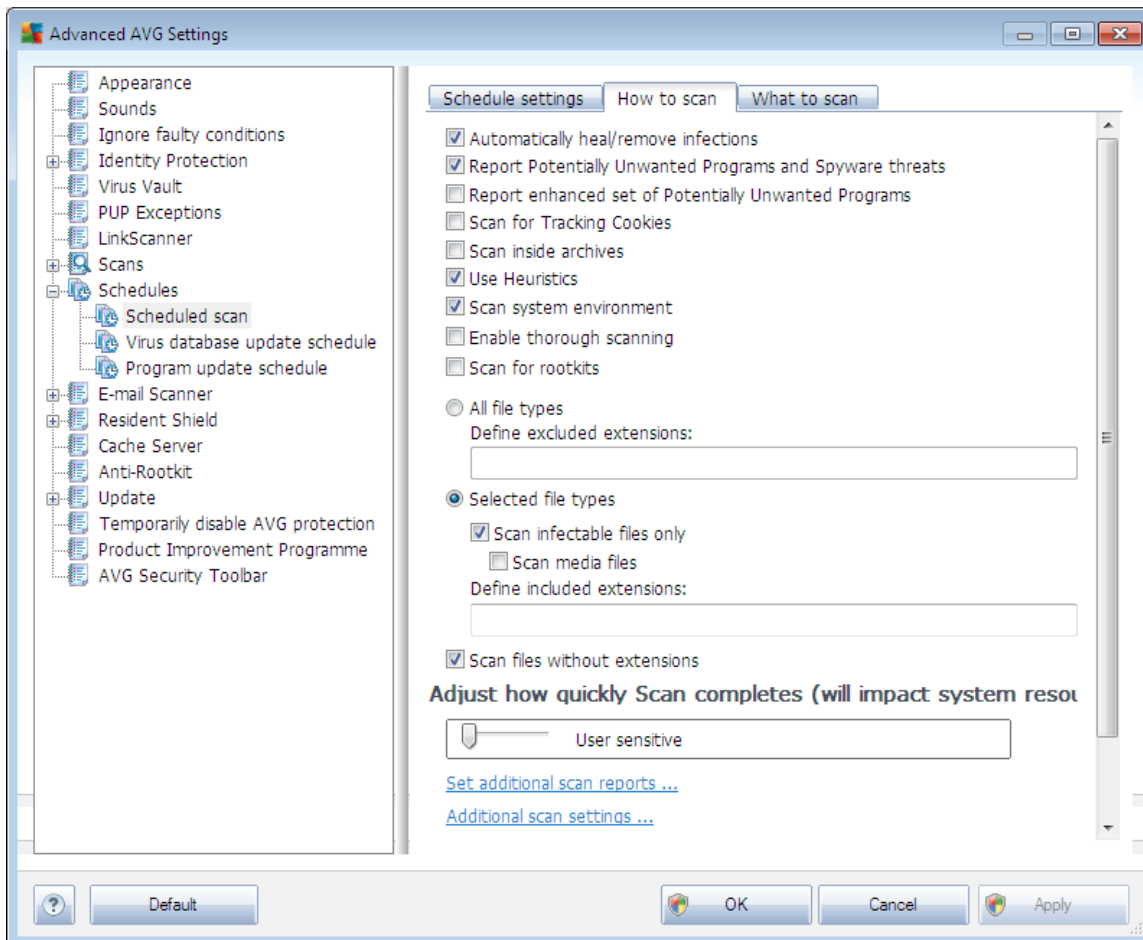 Advanced AVG Settings
Appearance
Sounds
Ignore faulty conditions
Identity Protection
Virus Vault
PUP Exceptions
LinkScanner
Scans
Schedules
Scheduled scan
Virus database update schedule
Program update schedule
E-mail Scanner
Resident Shield
Cache Server
Anti-Rootkit
Update
Temporarily disable AVG protection
Product Improvement Programme
AVG Security Toolbar
Schedule settings
How to scan
What to scan
Automatically heal/remove infections
Report Potentially Unwanted Programs and Spyware threats
Report enhanced set of Potentially Unwanted Programs
Scan for Tracking Cookies
Scan inside archives
Use Heuristics
Scan system environment
Enable thorough scanning
Scan for rootkits
All file types
Define excluded extensions:
Selected file types
Scan infectable files only
Scan media files
Define included extensions:
Scan files without extensions
Adjust how quickly Scan completes (will impact system resou
User sensitive
Set additional scan reports ...
Additional scan settings ...
?
Default
OK
Cancel
Apply